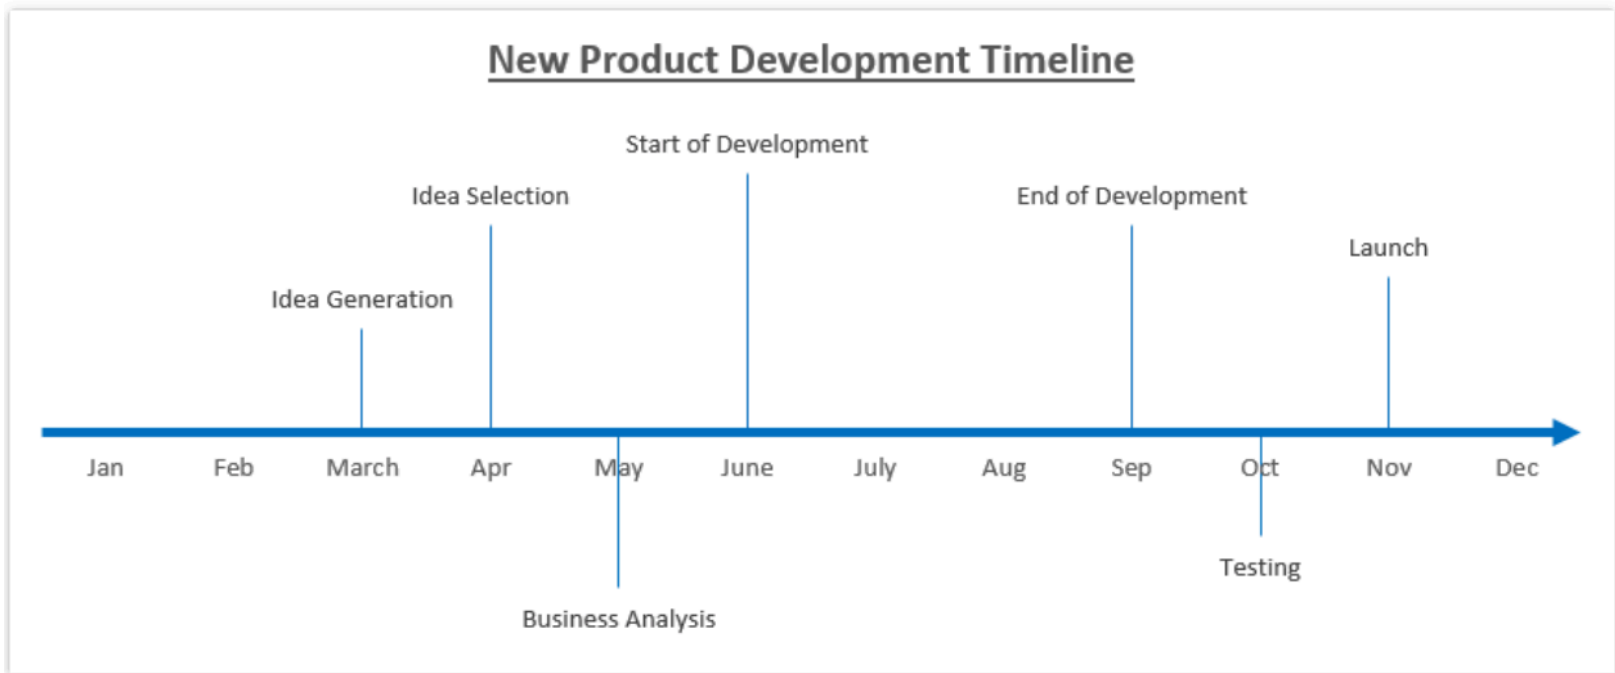 New Product Development Timeline
Start of Development
Idea Selection
End of Development
Launch
Idea Generation
Jan Feb March Apr May June July Aug Sep Oct Nov Dec
Testing
Business Analysis